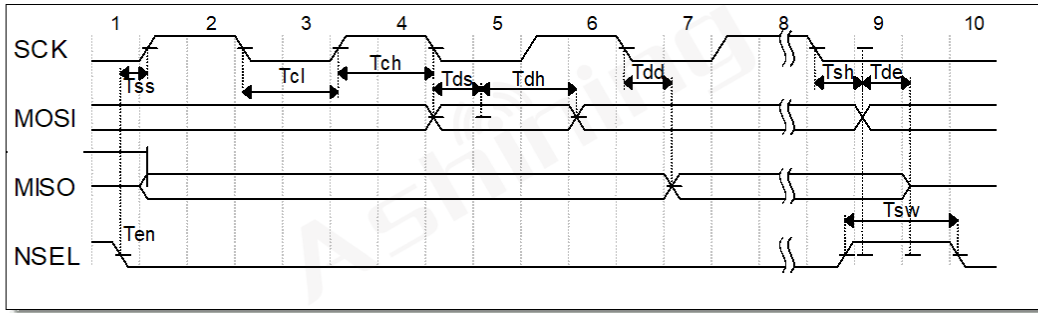 1 2 3 4 5 6 7 8 9 10
SCK
Tss Tcl Tch Tds Tdh Tdd Tsh Tde
MOSI
MISO
Tsw
Ten
NSEL
Ashining